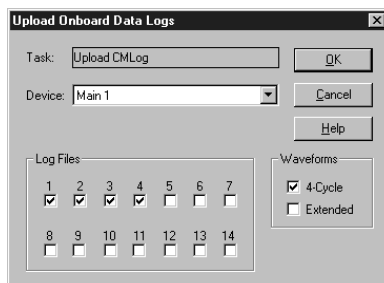 Upload Onboard Data Logs
Task: Upload CMLog
OK
Device: Main 1
Cancel
Help
Log Files
1 2 3 4 5 6 7
8 9 10 11 12 13 14
Waveforms
4-Cycle
Extended